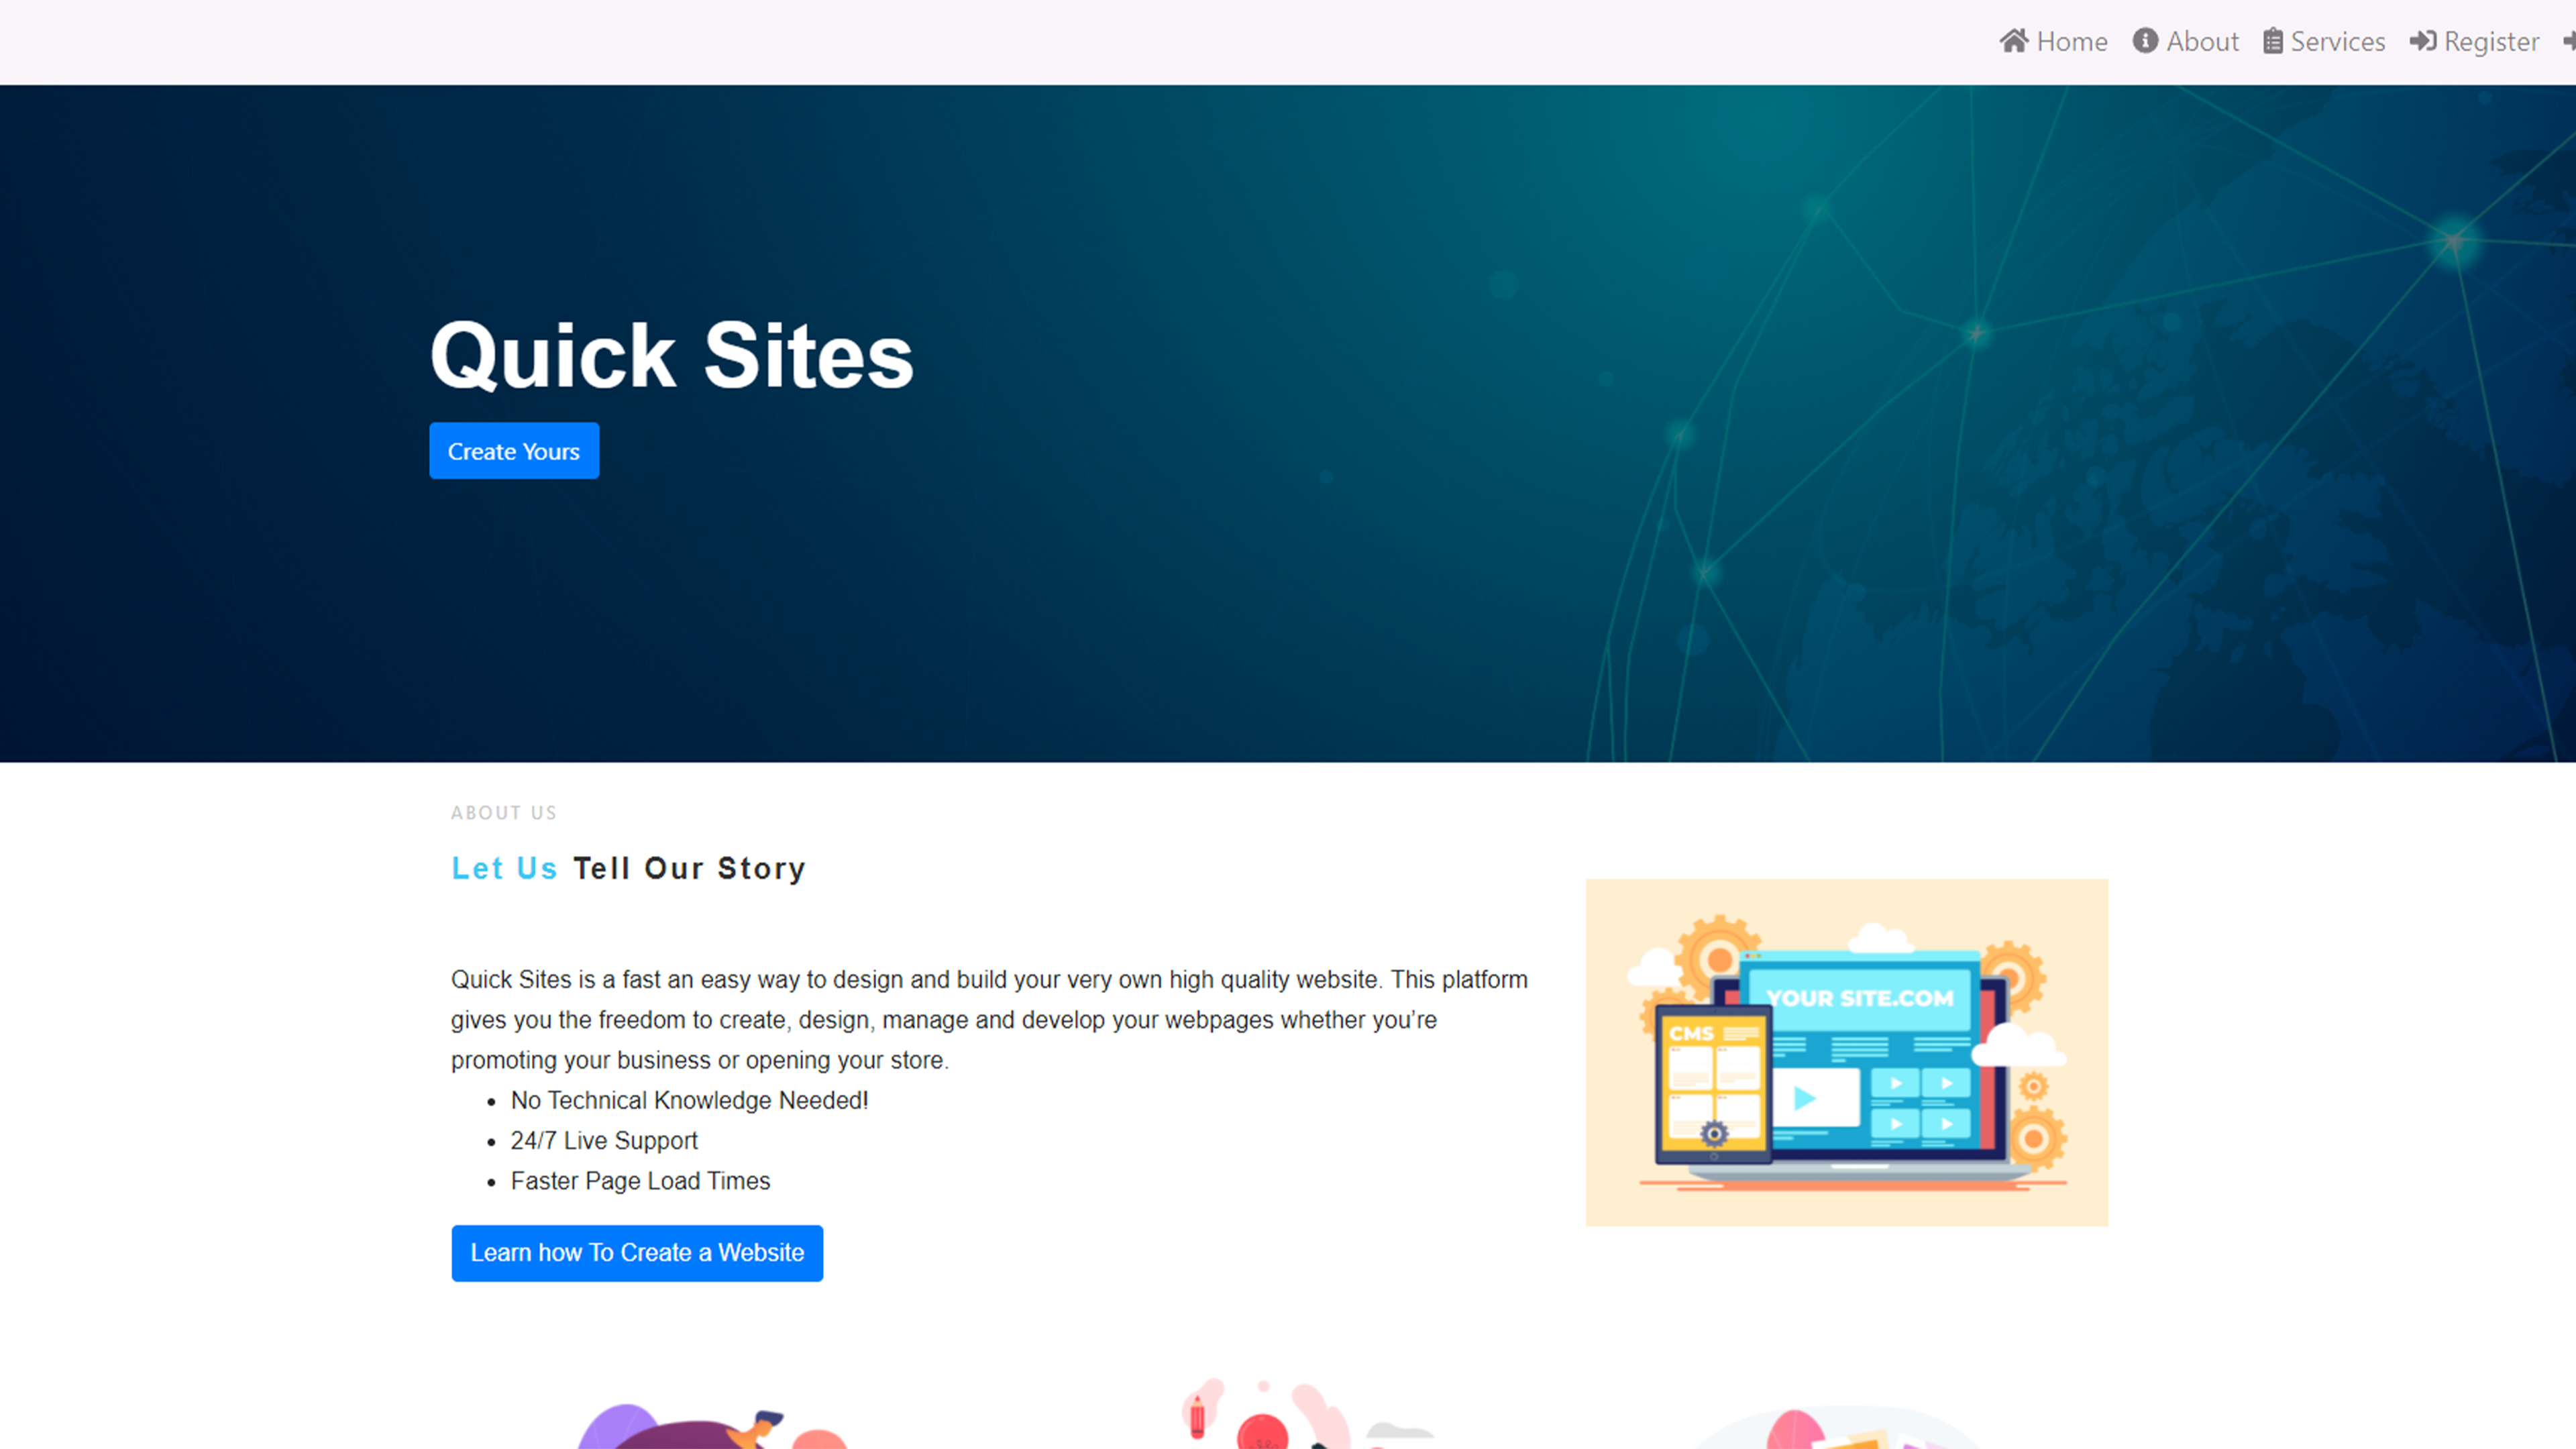 Home About Services Register
Quick Sites
Create Yours
ABOUT US
Let Us Tell Our Story
Quick Sites is a fast an easy way to design and build your very own high quality website. This platform
gives you the freedom to create, design, manage and develop your webpages whether you’re
promoting your business or opening your store.
No Technical Knowledge Needed!
24/7 Live Support
Faster Page Load Times
Learn how To Create a Website
YOUR SITE.COM
CMS